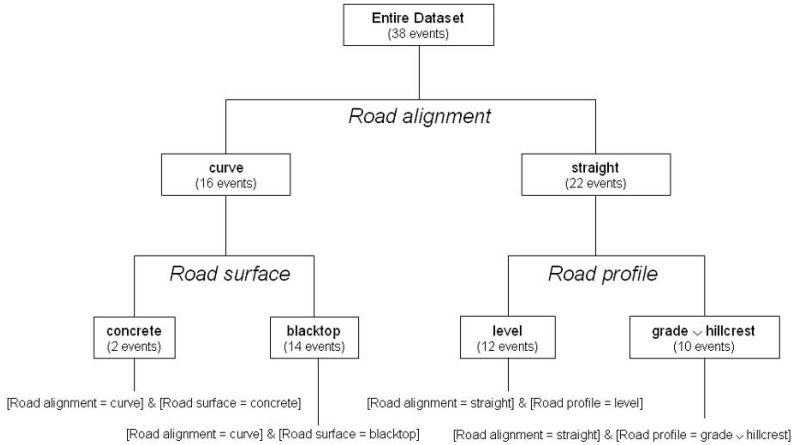 Entire Dataset
(38 events)
Road alignment
curve
(16 events)
straight
(22 events)
Road surface
Road profile
concrete
(2 events)
blacktop
(14 events)
level
(12 events)
grade ⌵ hillcrest
(10 events)
[Road alignment = curve] & [Road surface = concrete]
[Road alignment = straight] & [Road profile = level]
[Road alignment = curve] & [Road surface = blacktop]
[Road alignment = straight] & [Road profile = grade ⌵ hillcrest]